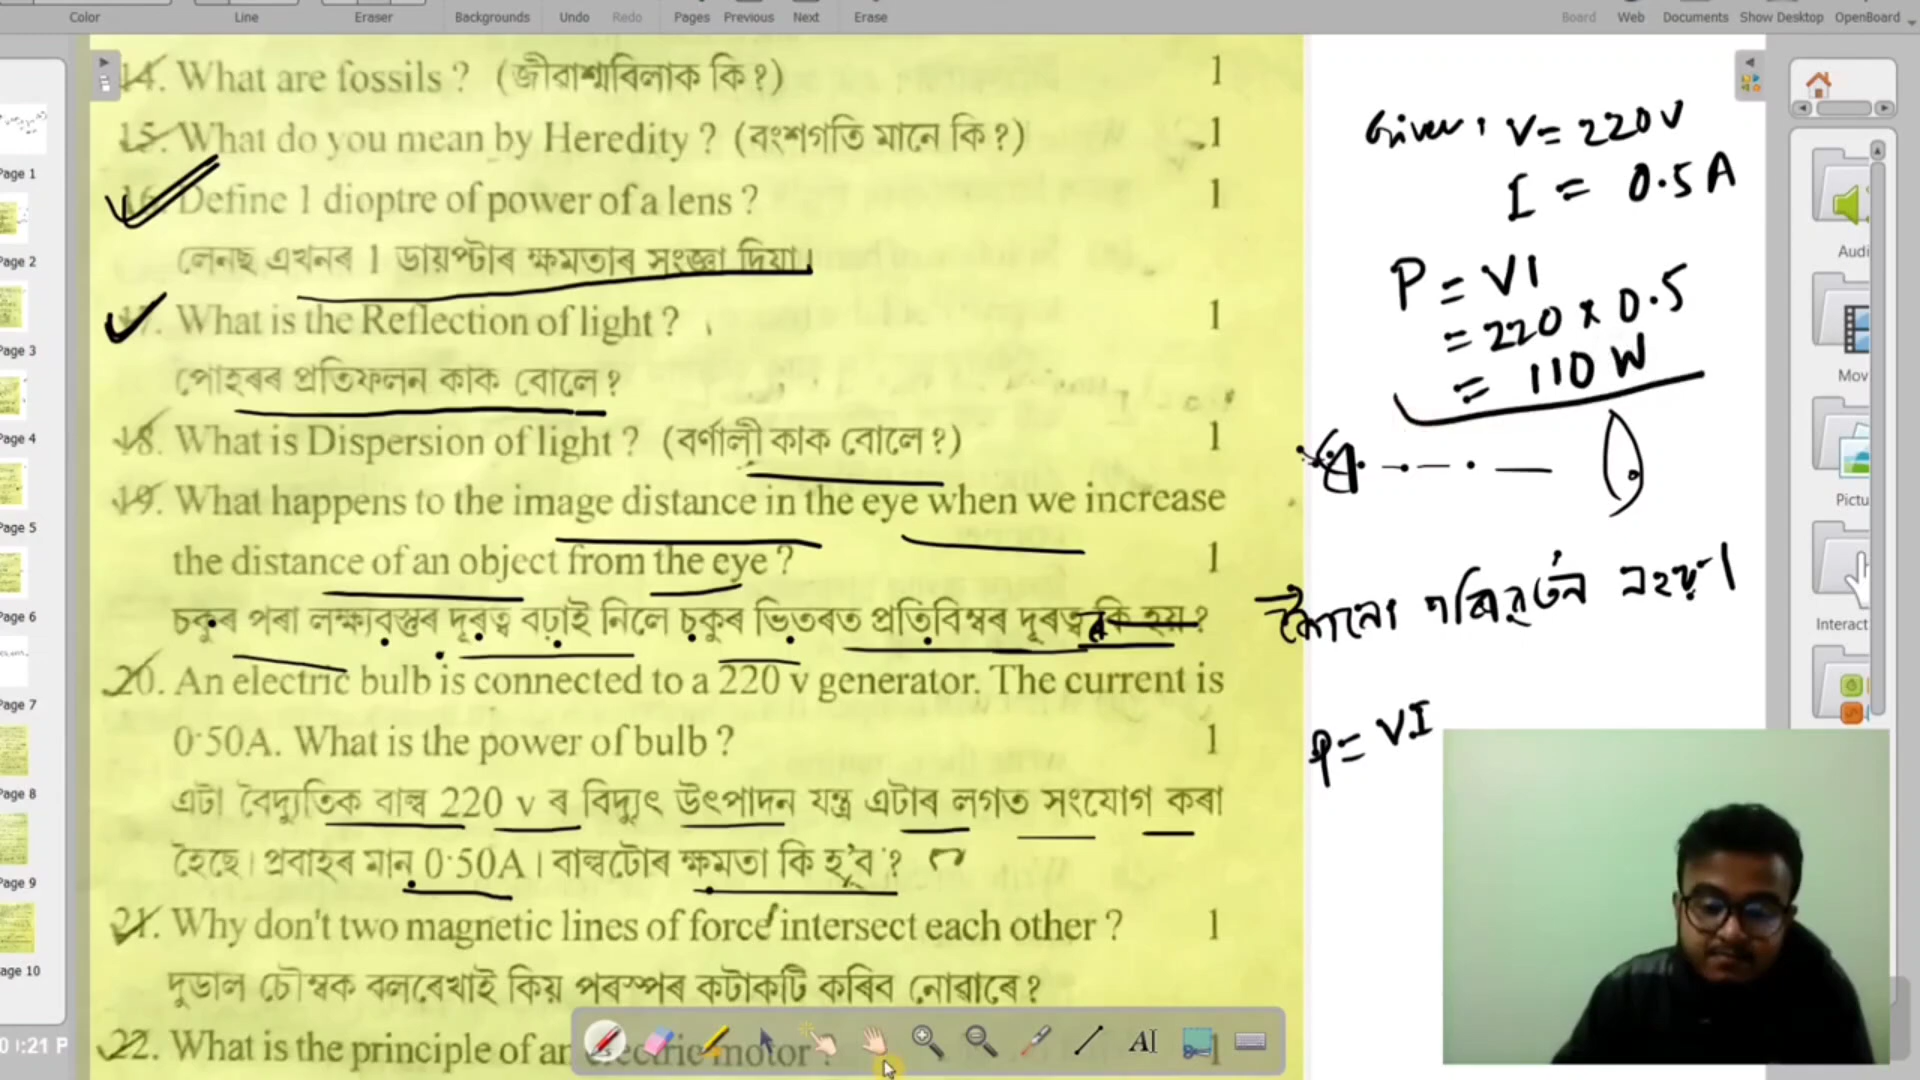 Color Line Eraser Backgrounds Undo Redo Pages Previous Next Erase Board Web Documents Show Desktop OpenBoard
14. What are fossils ? (জীৱাশ্মবিলাক কি ?) 1
15. What do you mean by Heredity ? (বংশগতি মানে কি ?) 1
16. Define 1 dioptre of power of a lens ? 1
লেনছ এখনৰ 1 ডায়প্টাৰ ক্ষমতাৰ সংজ্ঞা দিয়া।
17. What is the Reflection of light ? 1
পোহৰৰ প্ৰতিফলন কাক বোলে ?
18. What is Dispersion of light ? (বৰ্ণালী কাক বোলে ?) 1
19. What happens to the image distance in the eye when we increase
the distance of an object from the eye ? 1
চকুৰ পৰা লক্ষ্যবস্তুৰ দূৰত্ব বঢ়াই নিলে চকুৰ ভিতৰত প্ৰতিবিম্বৰ দূৰত্ব কি হয় ?
20. An electric bulb is connected to a 220 v generator. The current is
0·50A. What is the power of bulb ? 1
এটা বৈদ্যুতিক বাল্ব 220 v ৰ বিদ্যুৎ উৎপাদন যন্ত্ৰ এটাৰ লগত সংযোগ কৰা
হৈছে। প্ৰবাহৰ মান 0·50A । বাল্বটোৰ ক্ষমতা কি হ'ব ?
21. Why don't two magnetic lines of force intersect each other ? 1
দুডাল চৌম্বক বলৰেখাই কিয় পৰস্পৰ কটাকটি কৰিব নোৱাৰে ?
22. What is the principle of an electric motor ? 1
Given, V = 220V
I = 0.5 A
P = VI
= 220 x 0.5
= 110 W
→ কোনো পৰিবৰ্তন নহয়।
P = VI
Page 1
Page 2
Page 3
Page 4
Page 5
Page 6
Page 7
Page 8
Page 9
age 10
:21 P
Audi
Mov
Pictu
Interact